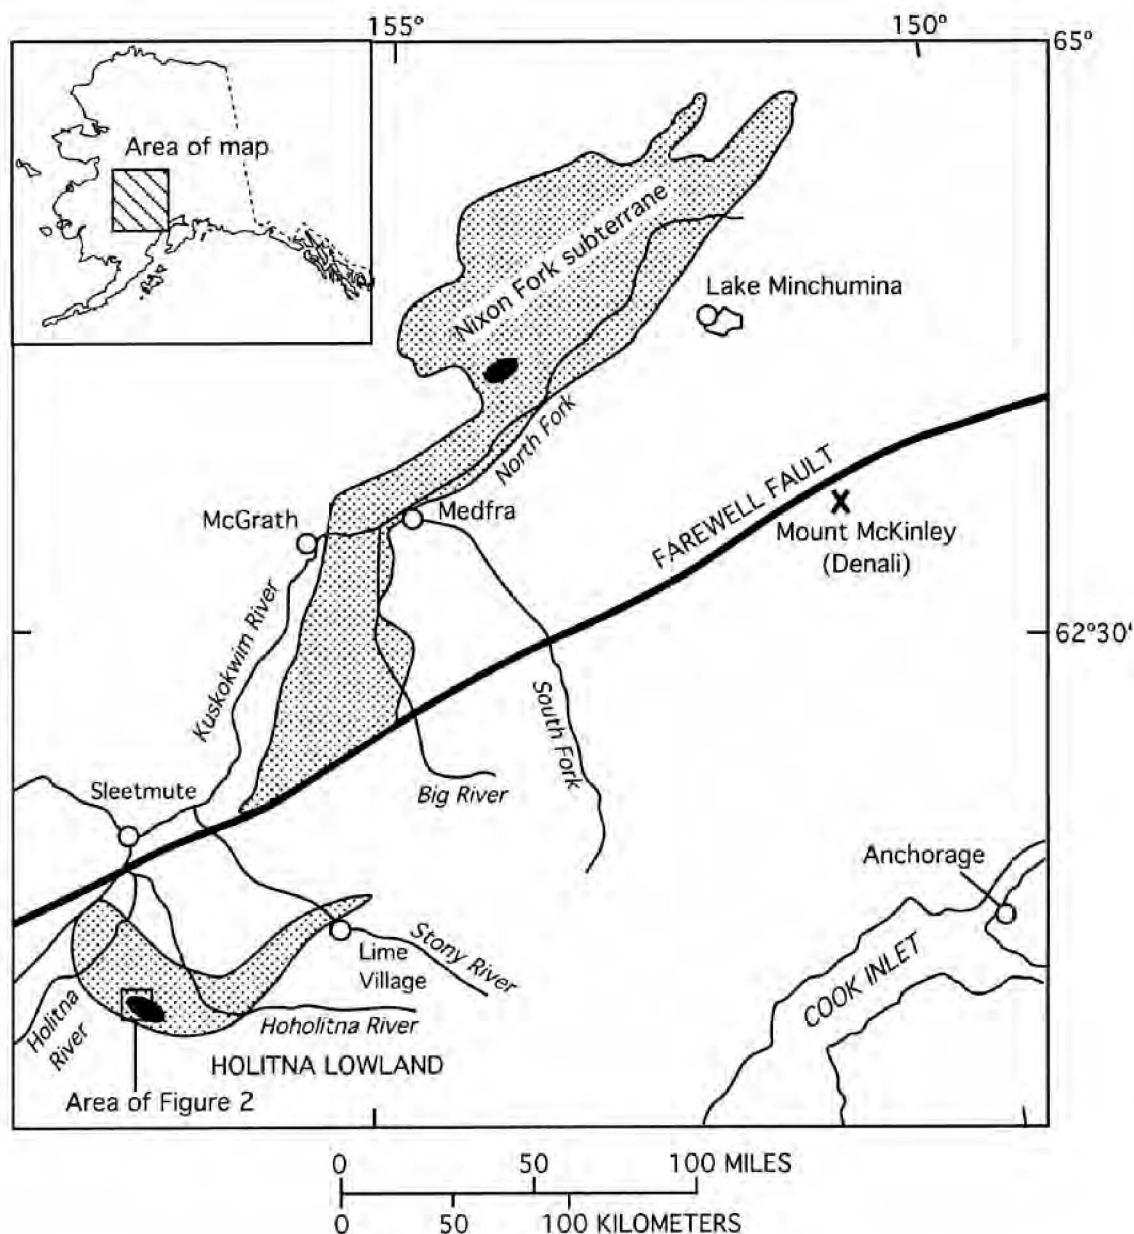 155°
150°
65°
Area of map
Nixon Fork subterrane
Lake Minchumina
North Fork
McGrath
Medfra
FAREWELL FAULT
Mount McKinley
(Denali)
62°30'
Kuskokwim River
South Fork
Sleetmute
Big River
Anchorage
Lime
Village
Stony River
COOK INLET
Holitna
River
Hoholitna River
HOLITNA LOWLAND
Area of Figure 2
0
50
100 MILES
0
50
100 KILOMETERS